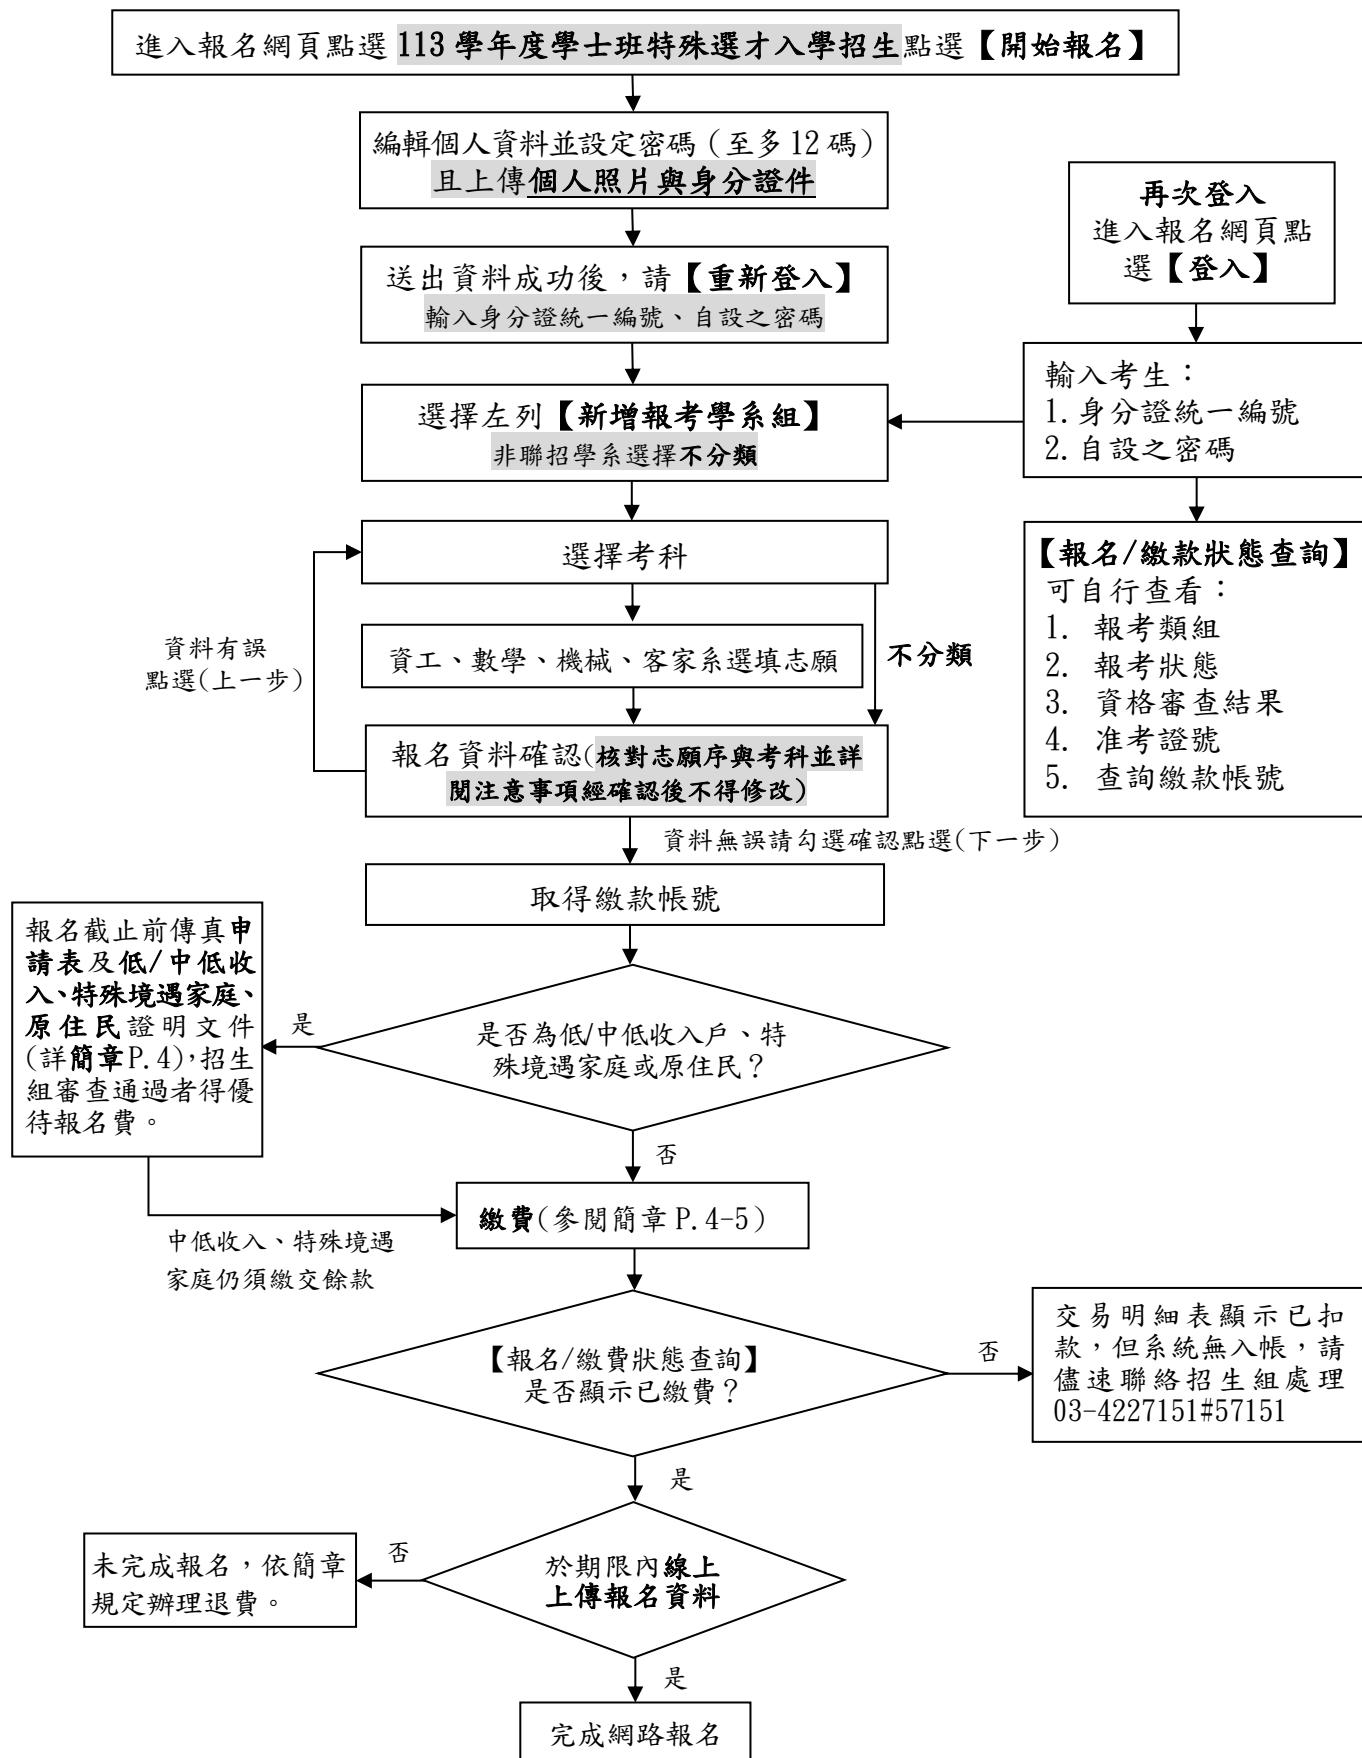 進入報名網頁點選 113 學年度學士班特殊選才入學招生點選【開始報名】
編輯個人資料並設定密碼（至多 12 碼）
且上傳個人照片與身分證件
再次登入
進入報名網頁點
選【登入】
送出資料成功後，請【重新登入】
輸入身分證統一編號、自設之密碼
輸入考生：
1. 身分證統一編號
2. 自設之密碼
選擇左列【新增報考學系組】
非聯招學系選擇不分類
選擇考科
【報名/繳款狀態查詢】
可自行查看：
1. 報考類組
2. 報考狀態
3. 資格審查結果
4. 准考證號
5. 查詢繳款帳號
資料有誤
點選(上一步)
資工、數學、機械、客家系選填志願
不分類
報名資料確認(核對志願序與考科並詳
閱注意事項經確認後不得修改)
資料無誤請勾選確認點選(下一步)
取得繳款帳號
報名截止前傳真申
請表及低/中低收
入、特殊境遇家庭、
原住民證明文件
(詳簡章 P.4)，招生
組審查通過者得優
待報名費。
是
是否為低/中低收入戶、特
殊境遇家庭或原住民？
否
繳費(參閱簡章 P.4-5)
中低收入、特殊境遇
家庭仍須繳交餘款
【報名/繳費狀態查詢】
是否顯示已繳費？
否
交易明細表顯示已扣
款，但系統無入帳，請
儘速聯絡招生組處理
03-4227151#57151
是
於期限內線上
上傳報名資料
否
未完成報名，依簡章
規定辦理退費。
是
完成網路報名